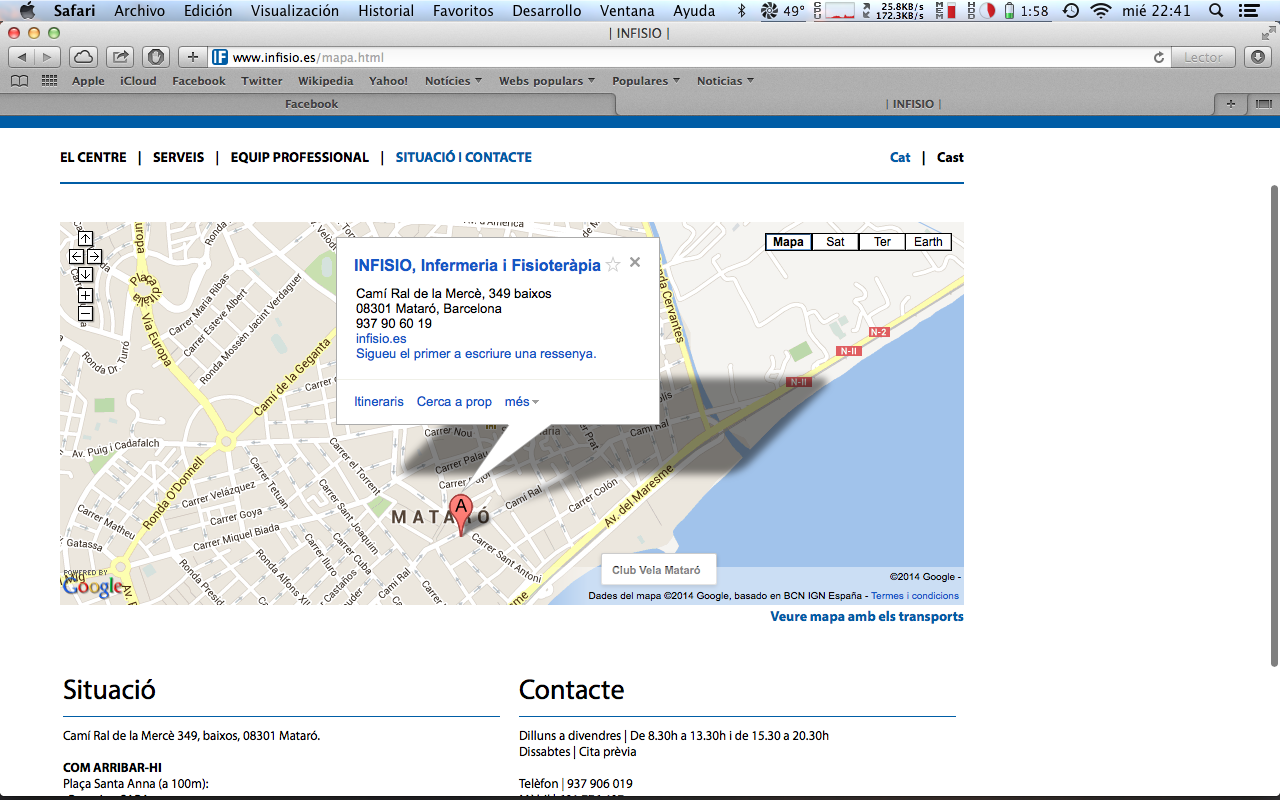 Safari Archivo Edición Visualización Historial Favoritos Desarrollo Ventana Ayuda 49° 25.8KB/s 172.3KB/s 1:58 mié 22:41
| INFISIO |
www.infisio.es/mapa.html Lector
Apple iCloud Facebook Twitter Wikipedia Yahoo! Notícies Webs populars Populares Noticias
Facebook | INFISIO |
EL CENTRE | SERVEIS | EQUIP PROFESSIONAL | SITUACIÓ I CONTACTE Cat | Cast
Mapa Sat Ter Earth
INFISIO, Infermeria i Fisioteràpia
Camí Ral de la Mercè, 349 baixos
08301 Mataró, Barcelona
937 90 60 19
infisio.es
Sigueu el primer a escriure una ressenya.
Itineraris Cerca a prop més
Av. d'Amèrica
Via Europa
Carrer Maria Ribas
Carrer Esteve Albert
Ronda Mossèn Jacint Verdaguer
Ronda Dr. Turró
Camí de la Geganta
N-2
N-II
N-II
Av. Puig i Cadafalch
Ronda O'Donnell
Carrer Velázquez
Carrer Goya
Carrer Miquel Biada
Carrer Matheu
Gatassa
Carrer el Torrent
Carrer Sant Joaquim
Carrer Cuba
Carrer Nou
Carrer Palau
Camí Ral
Camí Ral
Carrer Colón
Av. del Maresme
Carrer Sant Antoni
Camí Ral
MATARÓ
A
Club Vela Mataró
POWERED BY
Google
©2014 Google -
Dades del mapa ©2014 Google, basado en BCN IGN España - Termes i condicions
Veure mapa amb els transports
Situació
Camí Ral de la Mercè 349, baixos, 08301 Mataró.
COM ARRIBAR-HI
Plaça Santa Anna (a 100m):
Contacte
Dilluns a divendres | De 8.30h a 13.30h i de 15.30 a 20.30h
Dissabtes | Cita prèvia
Telèfon | 937 906 019